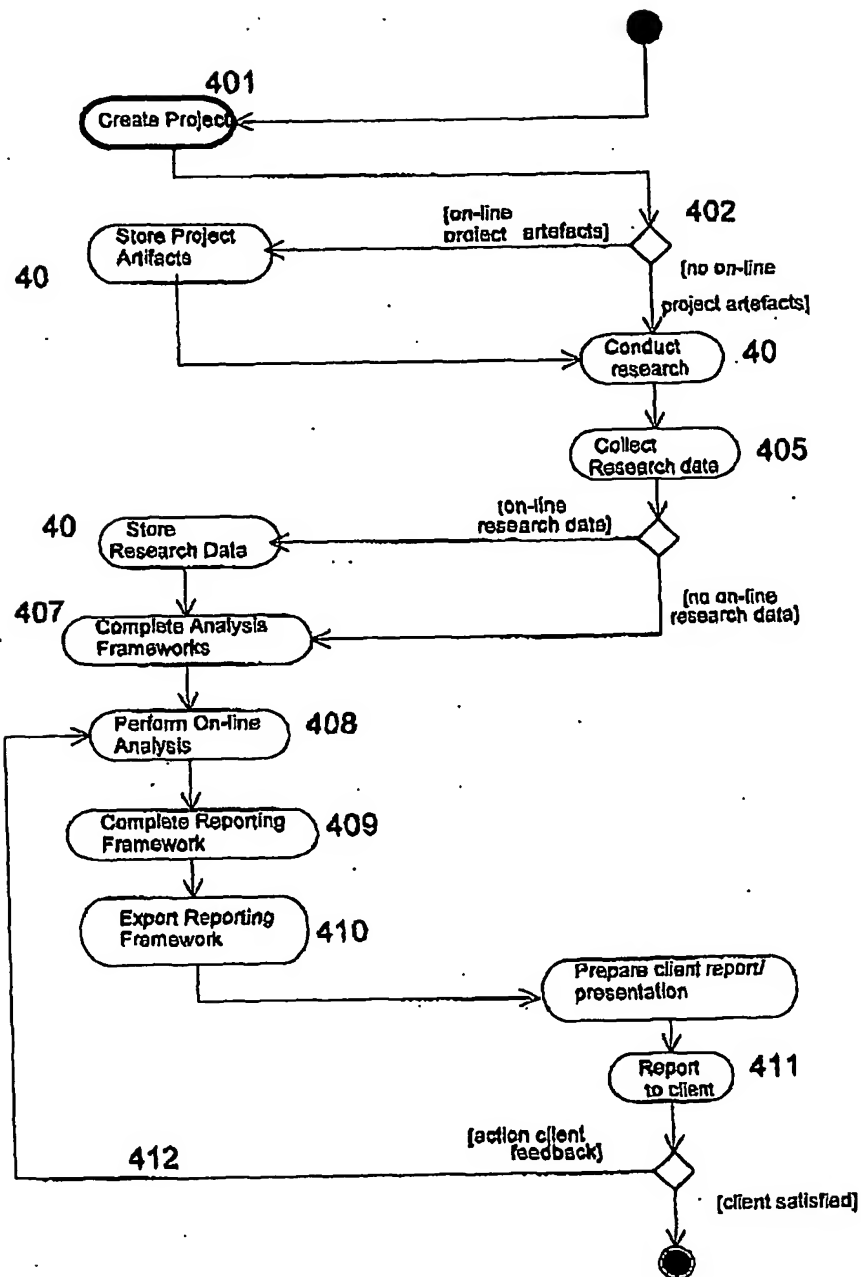 401
Create Project
402
[on-line
project artefacts]
Store Project
Artifacts
40
[no on-line
project artefacts]
Conduct
research
40
Collect
Research data
405
[on-line
research data]
40
Store
Research Data
[no on-line
research data]
407
Complete Analysis
Frameworks
Perform On-line
Analysis
408
Complete Reporting
Framework
409
Export Reporting
Framework
410
Prepare client report/
presentation
Report
to client
411
[action client
feedback]
412
[client satisfied]